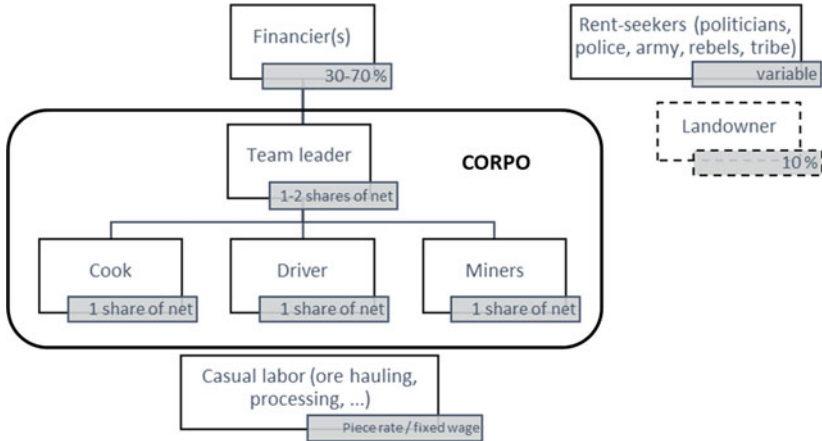 Financier(s)
30-70 %
Rent-seekers (politicians,
police, army, rebels, tribe)
variable
Landowner
10 %
Team leader
1-2 shares of net
CORPO
Cook
1 share of net
Driver
1 share of net
Miners
1 share of net
Casual labor (ore hauling,
processing, ...)
Piece rate / fixed wage